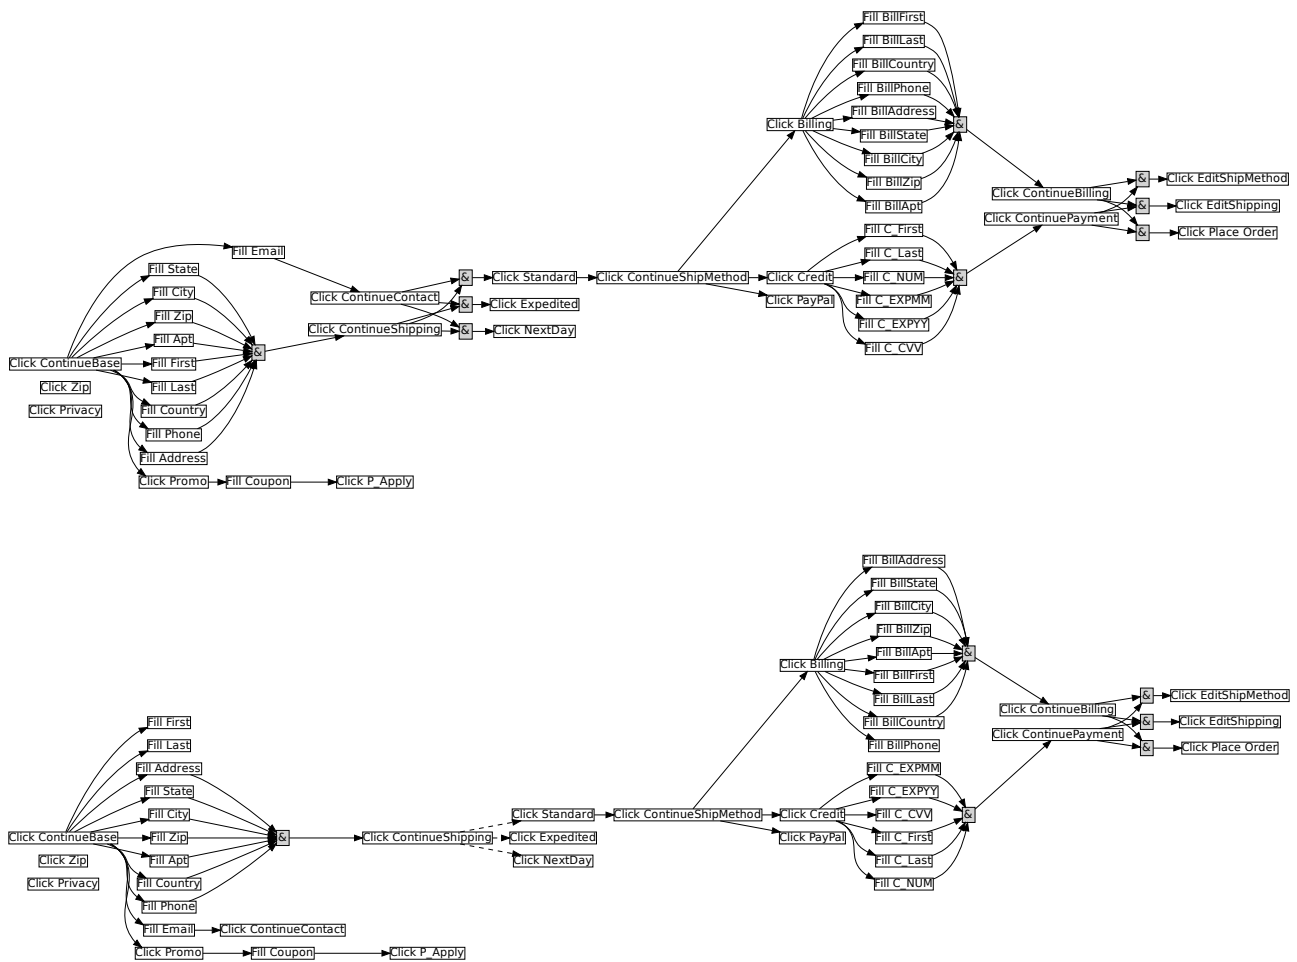 Fill BillFirst
Fill BillLast
Fill BillCountry
Fill BillPhone
Fill BillAddress
Click Billing
&
Fill BillState
Fill BillCity
Fill BillZip
& Click EditShipMethod
Click ContinueBilling
Fill BillApt
& Click EditShipping
Click ContinuePayment
Fill C_First
& Click Place Order
Fill Email
Fill C_Last
Fill State
& Click Standard Click ContinueShipMethod Click Credit Fill C_NUM &
Fill City
Click ContinueContact
Click PayPal Fill C_EXPMM
& Click Expedited
Fill Zip
Fill C_EXPYY
Click ContinueShipping & Click NextDay
Fill Apt
Fill C_CVV
&
Click ContinueBase Fill First
Click Zip Fill Last
Click Privacy Fill Country
Fill Phone
Fill Address
Click Promo Fill Coupon Click P_Apply
Fill BillAddress
Fill BillState
Fill BillCity
Fill BillZip
Fill BillApt &
Click Billing
Fill BillFirst
& Click EditShipMethod
Fill BillLast
Click ContinueBilling
Fill First
Fill BillCountry
& Click EditShipping
Click ContinuePayment
Fill Last
Fill BillPhone
& Click Place Order
Fill Address
Fill C_EXPMM
Fill State
Fill C_EXPYY
Fill City
Click Standard Click ContinueShipMethod Click Credit Fill C_CVV &
Click ContinueBase Fill Zip & Click ContinueShipping Click Expedited Click PayPal Fill C_First
Click Zip Fill Apt Click NextDay Fill C_Last
Click Privacy Fill Country Fill C_NUM
Fill Phone
Fill Email Click ContinueContact
Click Promo Fill Coupon Click P_Apply